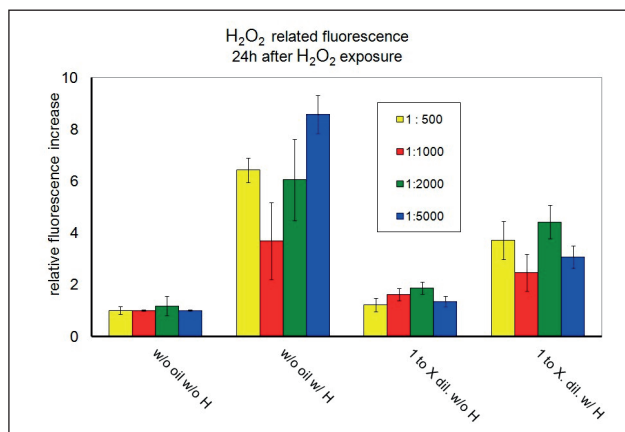 H₂O₂ related fluorescence
24h after H₂O₂ exposure
relative fluorescence increase
10
8
6
4
2
0
1 : 500
1:1000
1:2000
1:5000
w/o oil w/o H
w/o oil w/ H
1 to X dil. w/o H
1 to X. dil. w/ H